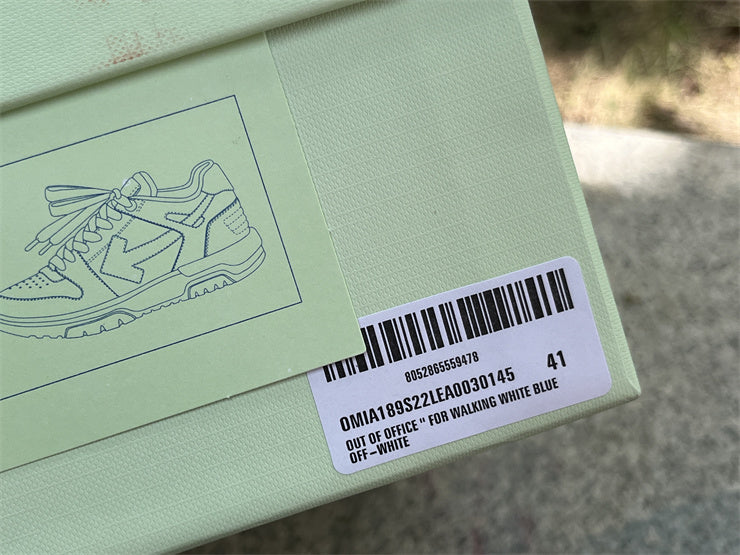 8052865559478
OMIA189S22LEA0030145 41
OUT OF OFFICE " FOR WALKING WHITE BLUE
OFF-WHITE